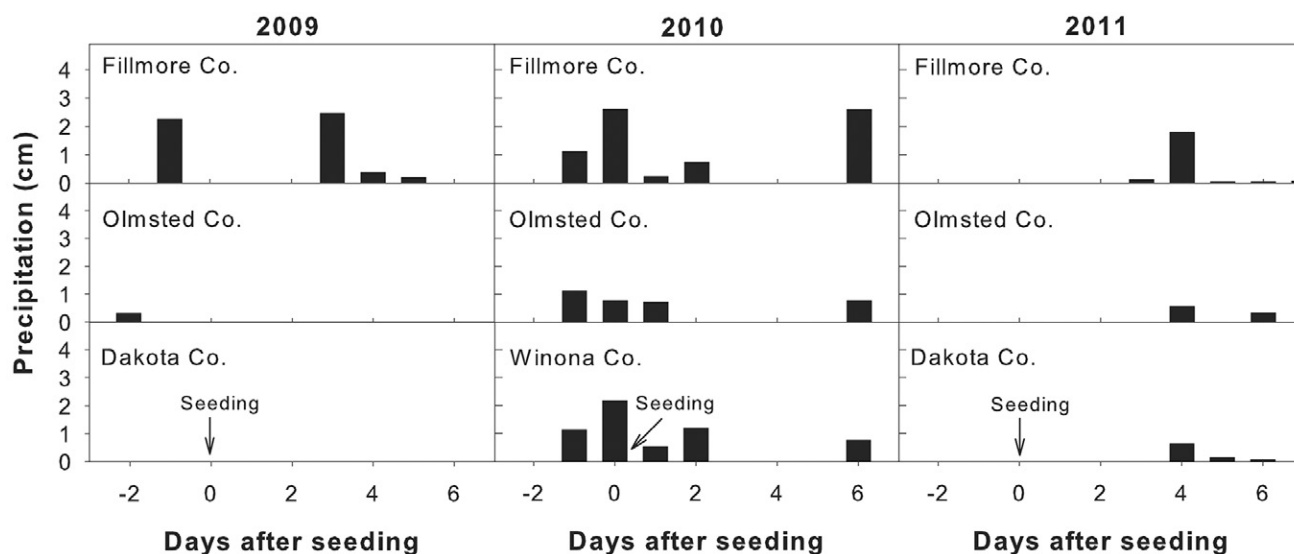 2009 2010 2011
Fillmore Co. Fillmore Co. Fillmore Co.
4 3 2 1 0
Olmsted Co. Olmsted Co. Olmsted Co.
4 3 2 1 0
Dakota Co. Winona Co. Dakota Co.
Seeding Seeding Seeding
4 3 2 1 0
Precipitation (cm)
-2 0 2 4 6 -2 0 2 4 6 -2 0 2 4 6
Days after seeding Days after seeding Days after seeding